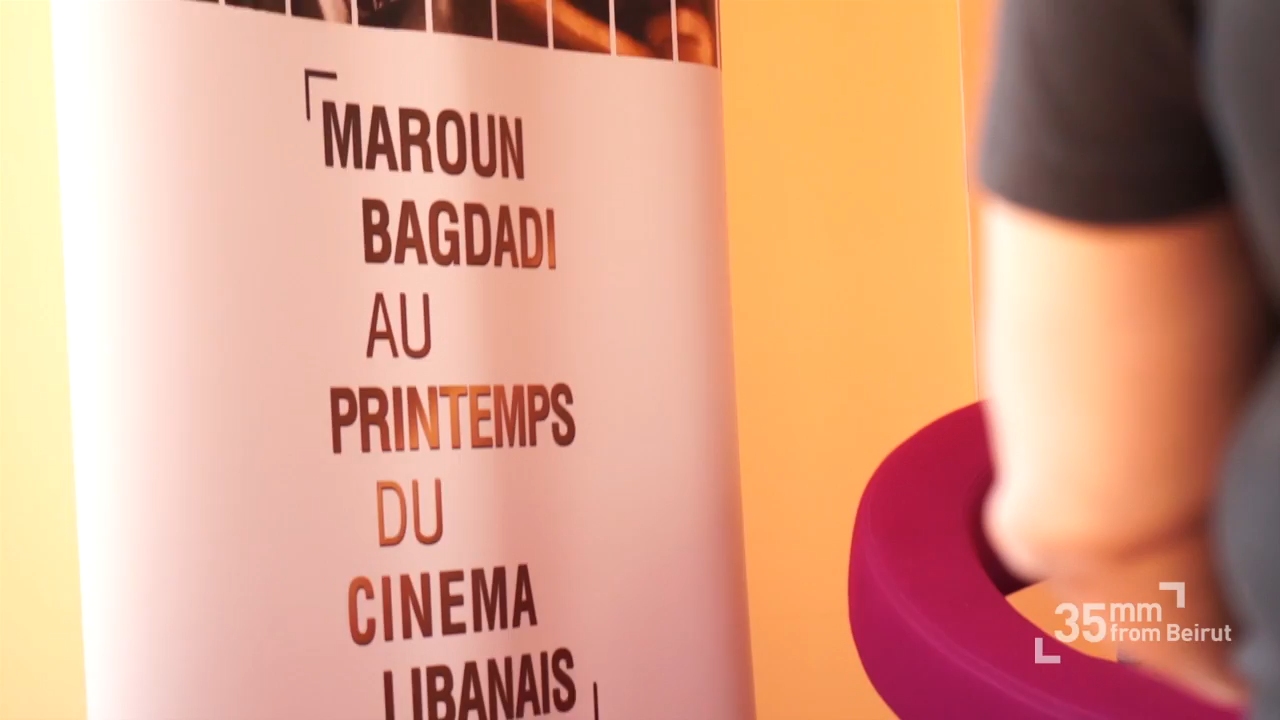 MAROUN
BAGDADI
AU
PRINTEMPS
DU
CINEMA
LIBANAIS
35mm
from Beirut